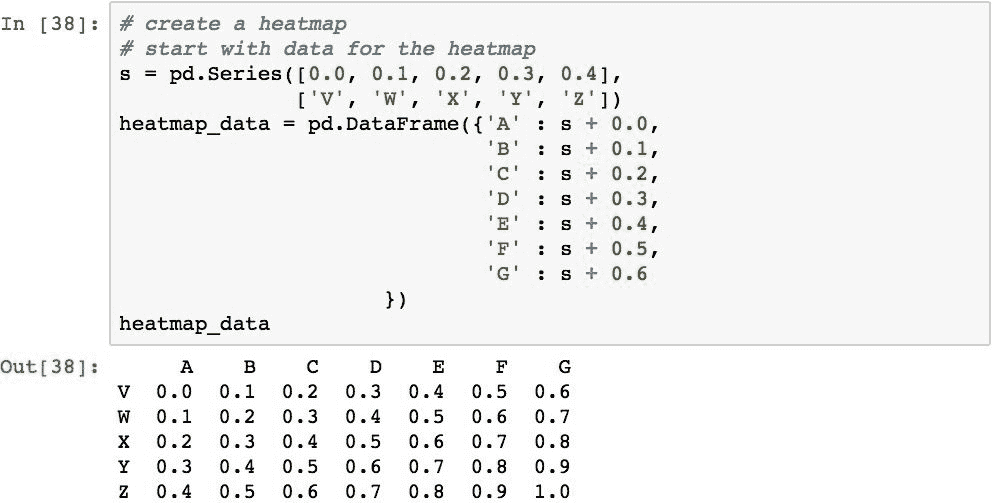 In [38]: # create a heatmap
# start with data for the heatmap
s = pd.Series([0.0, 0.1, 0.2, 0.3, 0.4],
              ['V', 'W', 'X', 'Y', 'Z'])
heatmap_data = pd.DataFrame({'A' : s + 0.0,
                             'B' : s + 0.1,
                             'C' : s + 0.2,
                             'D' : s + 0.3,
                             'E' : s + 0.4,
                             'F' : s + 0.5,
                             'G' : s + 0.6
                     })
heatmap_data
Out[38]: A B C D E F G
V 0.0 0.1 0.2 0.3 0.4 0.5 0.6
W 0.1 0.2 0.3 0.4 0.5 0.6 0.7
X 0.2 0.3 0.4 0.5 0.6 0.7 0.8
Y 0.3 0.4 0.5 0.6 0.7 0.8 0.9
Z 0.4 0.5 0.6 0.7 0.8 0.9 1.0